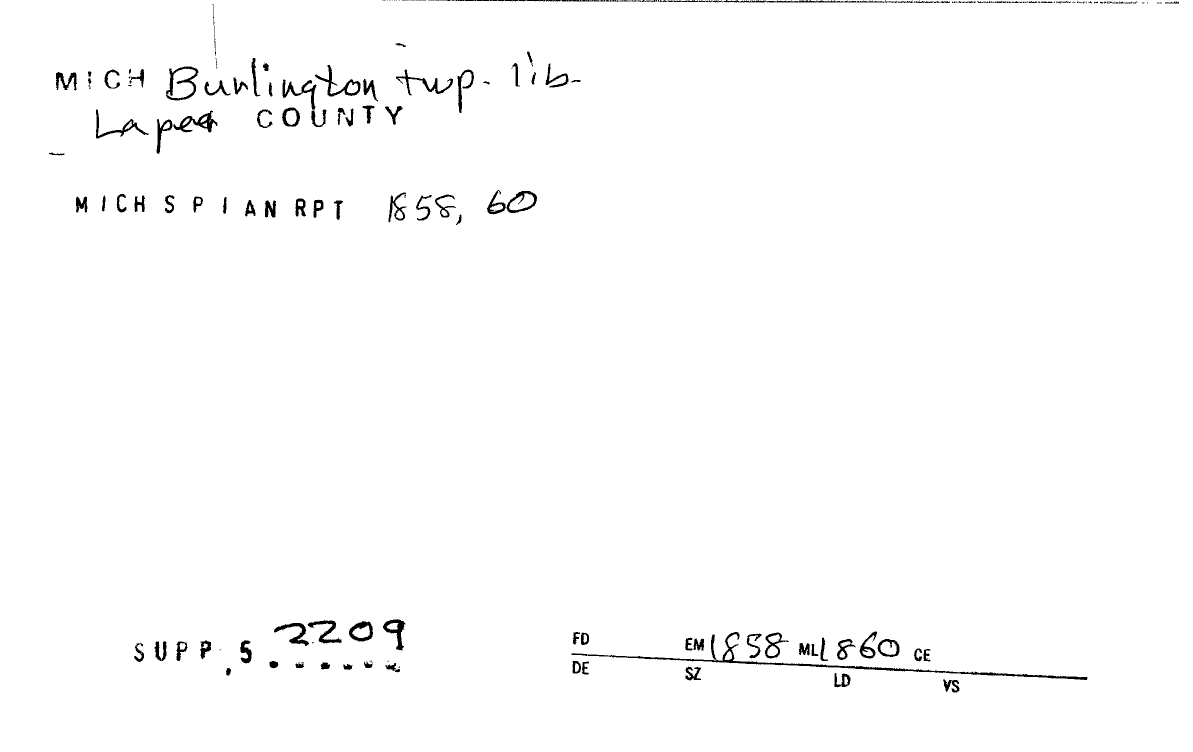 MICH Burlington twp. lib.
Lapeer COUNTY
MICH S P I AN RPT 1858, 60
SUPP. 5 2209
FD EM 1858 ML 1860 CE
DE SZ LD VS